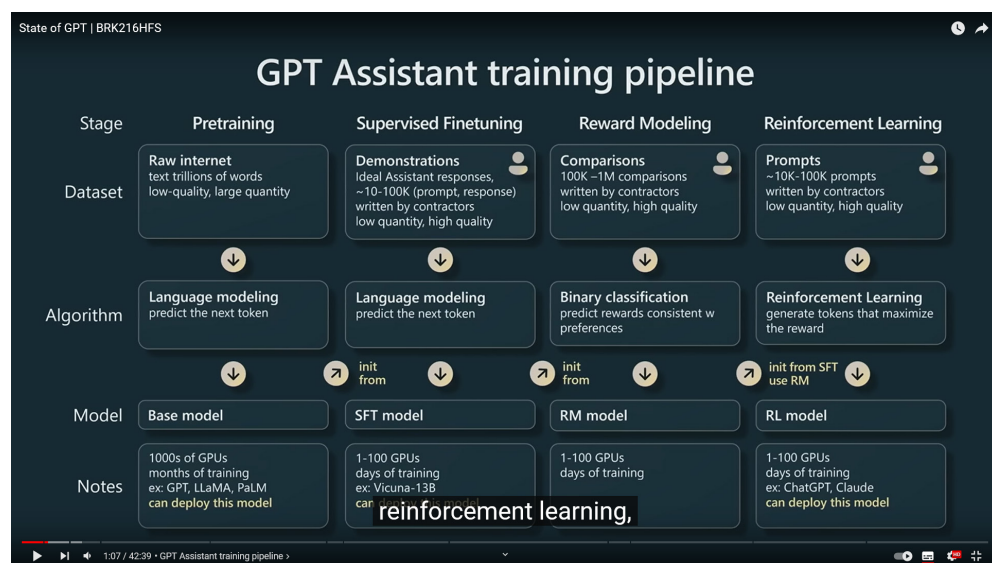 State of GPT | BRK216HFS
GPT Assistant training pipeline
Stage
Pretraining
Supervised Finetuning
Reward Modeling
Reinforcement Learning
Dataset
Raw internet
text trillions of words
low-quality, large quantity
Demonstrations
Ideal Assistant responses,
~10-100K (prompt, response)
written by contractors
low quantity, high quality
Comparisons
100K –1M comparisons
written by contractors
low quantity, high quality
Prompts
~10K-100K prompts
written by contractors
low quantity, high quality
Algorithm
Language modeling
predict the next token
Language modeling
predict the next token
Binary classification
predict rewards consistent w
preferences
Reinforcement Learning
generate tokens that maximize
the reward
init
from
init
from
init from SFT
use RM
Model
Base model
SFT model
RM model
RL model
Notes
1000s of GPUs
months of training
ex: GPT, LLaMA, PaLM
can deploy this model
1-100 GPUs
days of training
ex: Vicuna-13B
can deploy this model
1-100 GPUs
days of training
1-100 GPUs
days of training
ex: ChatGPT, Claude
can deploy this model
reinforcement learning,
1:07 / 42:39 • GPT Assistant training pipeline ›
HD